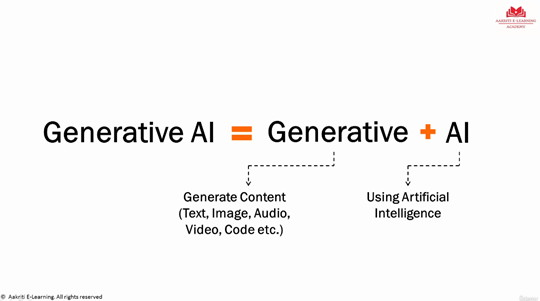 AAKRITI E-LEARNING
ACADEMY
Generative AI = Generative + AI
Generate Content
(Text, Image, Audio,
Video, Code etc.)
Using Artificial
Intelligence
© Aakriti E-Learning. All rights reserved